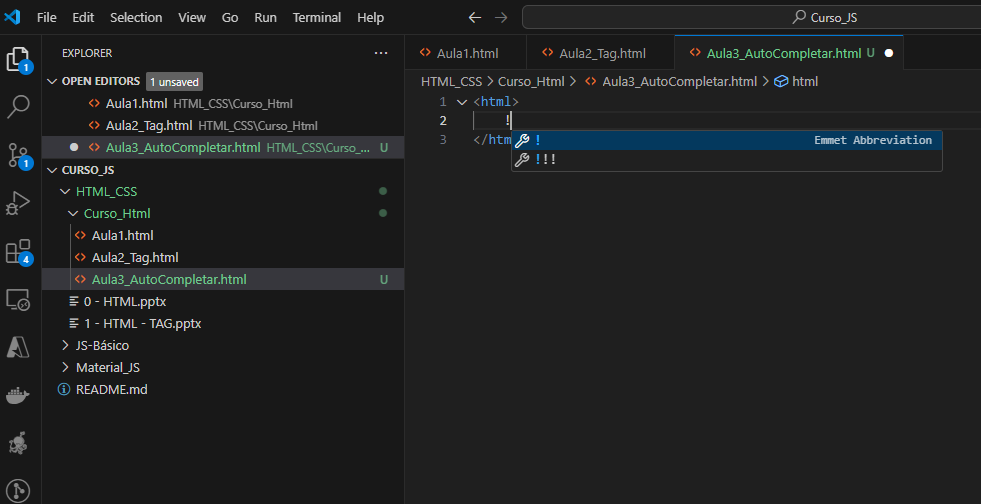 File Edit Selection View Go Run Terminal Help
Curso_JS
EXPLORER
OPEN EDITORS 1 unsaved
Aula1.html HTML_CSS\Curso_Html
Aula2_Tag.html HTML_CSS\Curso_Html
Aula3_AutoCompletar.html HTML_CSS\Curso_... U
CURSO_JS
HTML_CSS
Curso_Html
Aula1.html
Aula2_Tag.html
Aula3_AutoCompletar.html U
0 - HTML.pptx
1 - HTML - TAG.pptx
JS-Básico
Material_JS
README.md
1
1
4
Aula1.html Aula2_Tag.html Aula3_AutoCompletar.html U
HTML_CSS > Curso_Html > Aula3_AutoCompletar.html > html
1 <html>
2 !
3 </htm
! Emmet Abbreviation
!!!